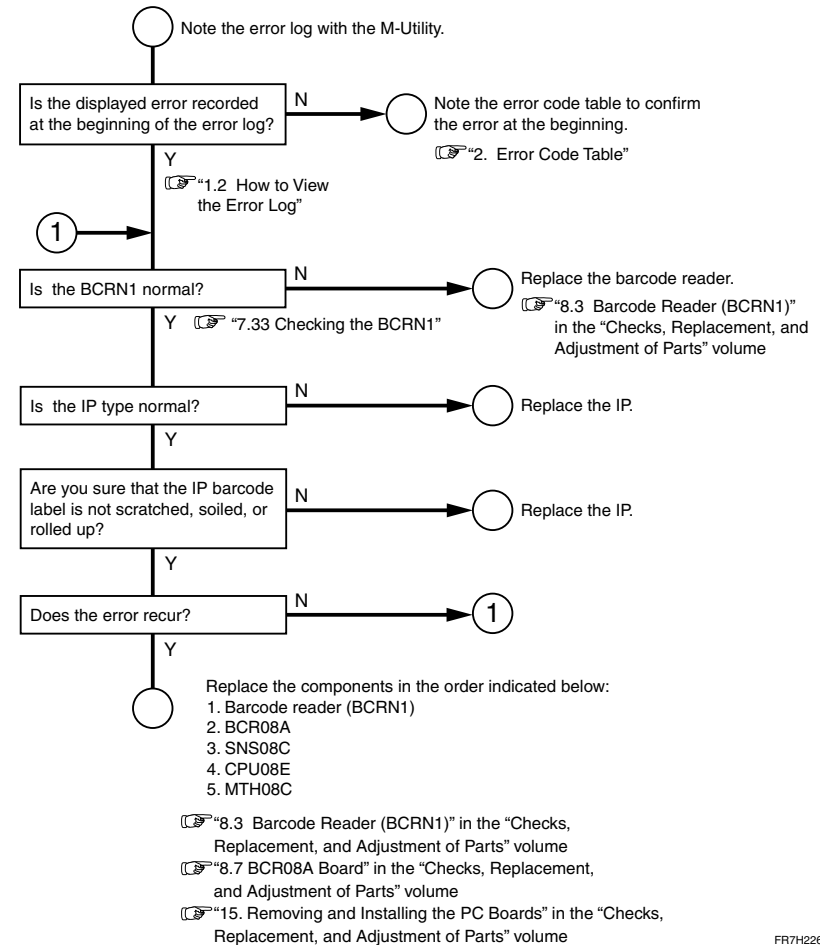 Note the error log with the M-Utility.
Is the displayed error recorded
at the beginning of the error log?
N
Note the error code table to confirm
the error at the beginning.
“2. Error Code Table”
Y
“1.2 How to View
the Error Log”
1
Is the BCRN1 normal?
N
Replace the barcode reader.
“8.3 Barcode Reader (BCRN1)”
in the “Checks, Replacement, and
Adjustment of Parts” volume
Y
“7.33 Checking the BCRN1”
Is the IP type normal?
N
Replace the IP.
Y
Are you sure that the IP barcode
label is not scratched, soiled, or
rolled up?
N
Replace the IP.
Y
Does the error recur?
N
1
Y
Replace the components in the order indicated below:
1. Barcode reader (BCRN1)
2. BCR08A
3. SNS08C
4. CPU08E
5. MTH08C
“8.3 Barcode Reader (BCRN1)” in the “Checks,
Replacement, and Adjustment of Parts” volume
“8.7 BCR08A Board” in the “Checks, Replacement,
and Adjustment of Parts” volume
“15. Removing and Installing the PC Boards” in the “Checks,
Replacement, and Adjustment of Parts” volume